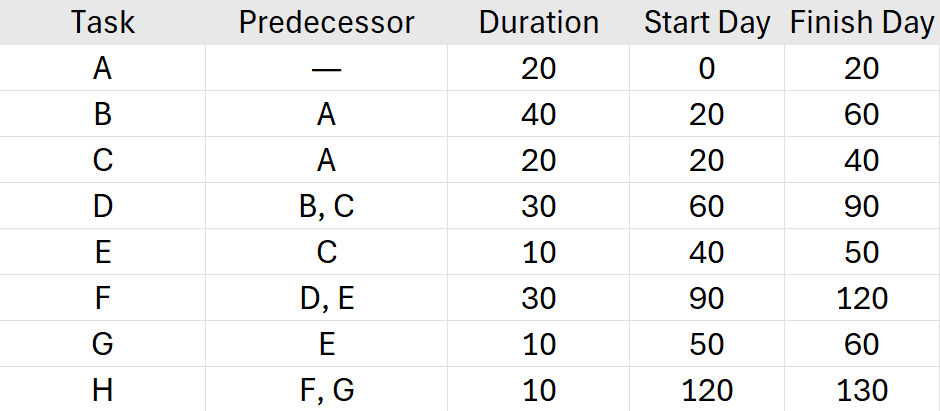 Task Predecessor Duration Start Day Finish Day
A — 20 0 20
B A 40 20 60
C A 20 20 40
D B, C 30 60 90
E C 10 40 50
F D, E 30 90 120
G E 10 50 60
H F, G 10 120 130